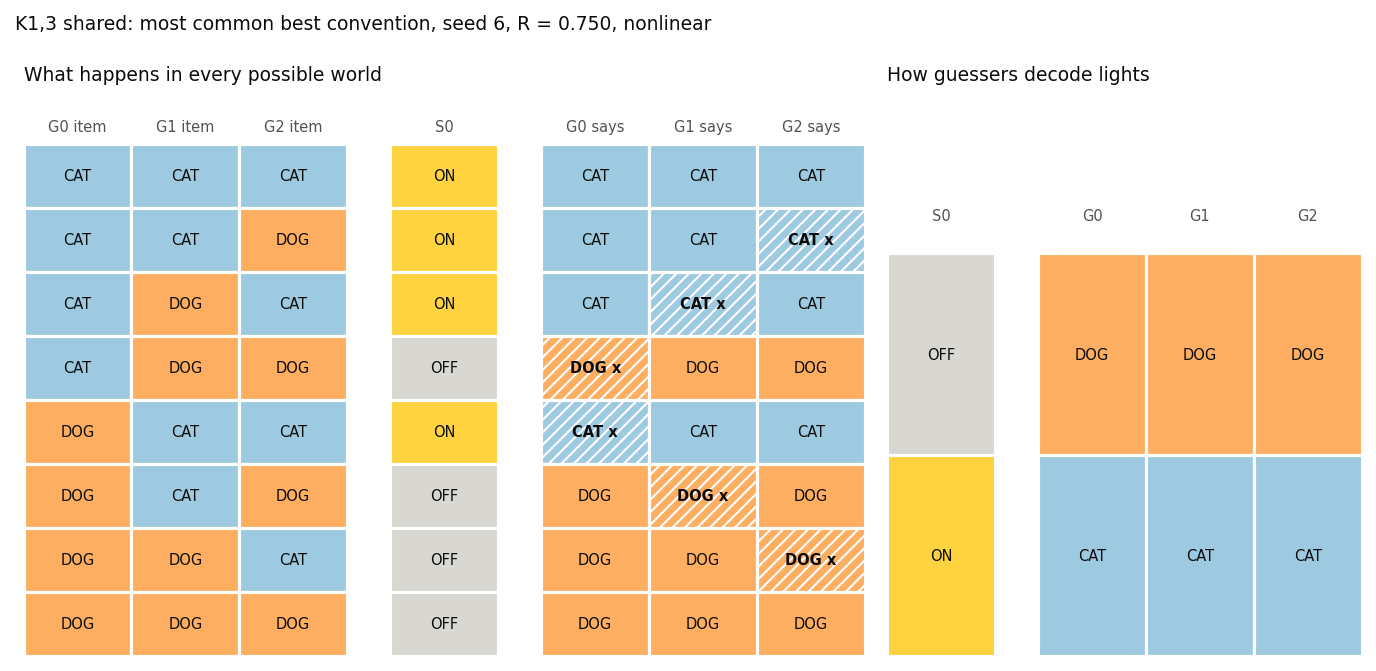 K1,3 shared: most common best convention, seed 6, R = 0.750, nonlinear
What happens in every possible world
How guessers decode lights
G0 item G1 item G2 item S0 G0 says G1 says G2 says
CAT CAT CAT ON CAT CAT CAT
CAT CAT DOG ON CAT CAT CAT x
CAT DOG CAT ON CAT CAT x CAT
CAT DOG DOG OFF DOG x DOG DOG
DOG CAT CAT ON CAT x CAT CAT
DOG CAT DOG OFF DOG DOG x DOG
DOG DOG CAT OFF DOG DOG DOG x
DOG DOG DOG OFF DOG DOG DOG
S0 G0 G1 G2
OFF DOG DOG DOG
ON CAT CAT CAT